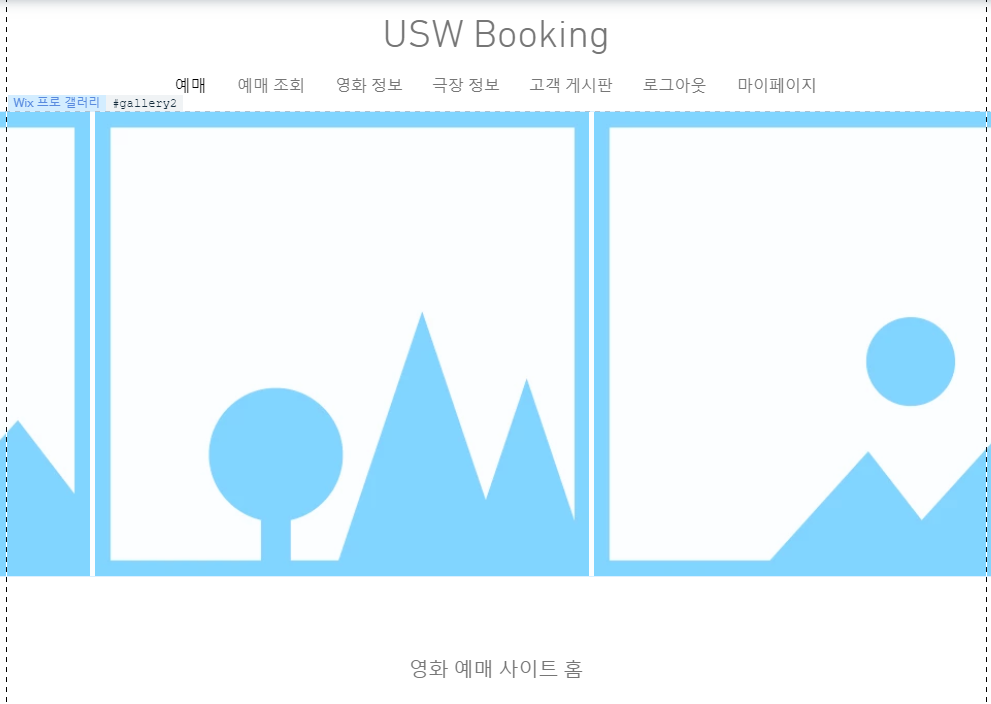 USW Booking
예매 예매 조회 영화 정보 극장 정보 고객 게시판 로그아웃 마이페이지
Wix 프로 갤러리 #gallery2
영화 예매 사이트 홈